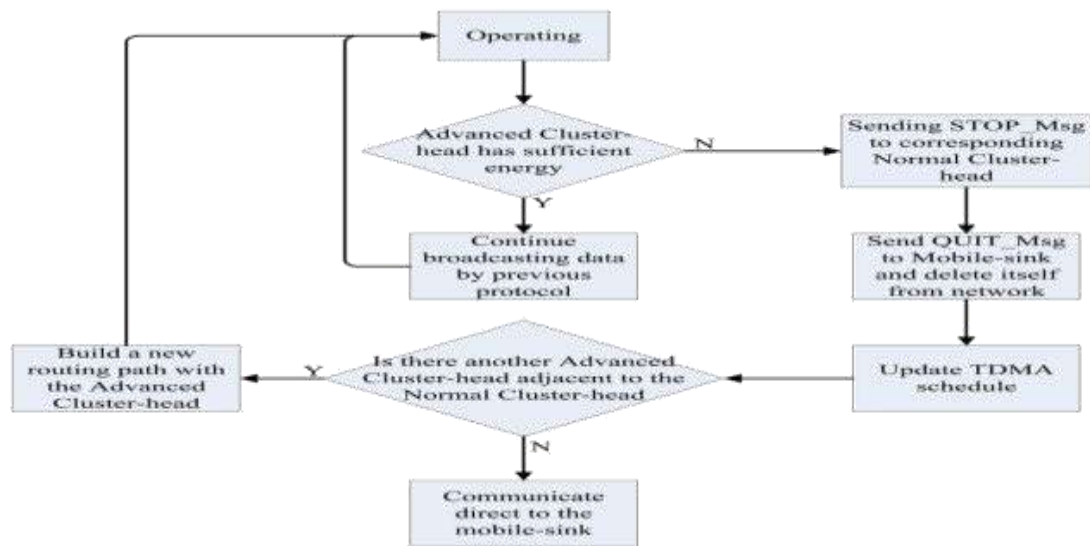 Operating
Advanced Cluster-
head has sufficient
energy
N
Sending STOP_Msg
to corresponding
Normal Cluster-
head
Y
Continue
broadcasting data
by previous
protocol
Send QUIT_Msg
to Mobile-sink
and delete itself
from network
Build a new
routing path with
the Advanced
Cluster-head
Y
Is there another Advanced
Cluster-head adjacent to the
Normal Cluster-head
Update TDMA
schedule
N
Communicate
direct to the
mobile-sink